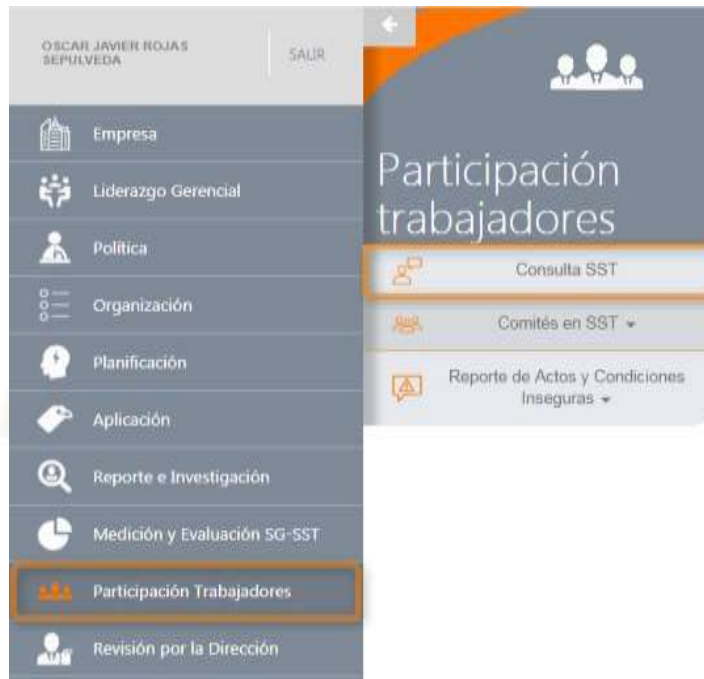 OSCAR JAVIER ROJAS
SEPULVEDA
SALIR
Empresa
Liderazgo Gerencial
Política
Organización
Planificación
Aplicación
Reporte e Investigación
Medición y Evaluación SG-SST
Participación Trabajadores
Revisión por la Dirección
Participación
trabajadores
Consulta SST
Comités en SST
Reporte de Actos y Condiciones
Inseguras